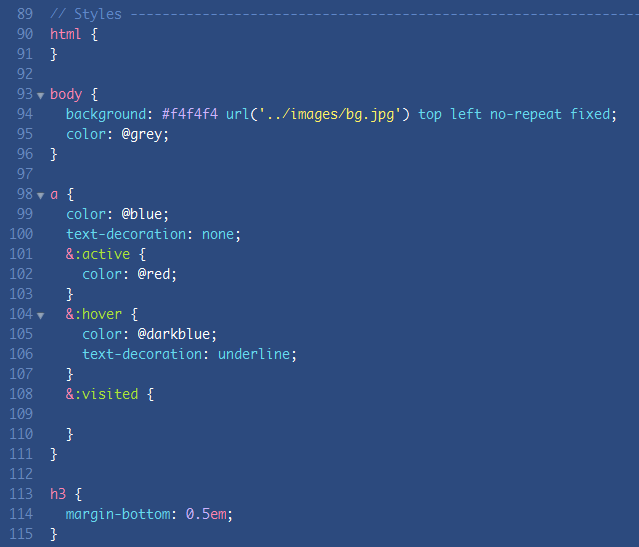 89 // Styles ---------------------------------------------------------------
90 html {
91 }
92
93 body {
94   background: #f4f4f4 url('../images/bg.jpg') top left no-repeat fixed;
95   color: @grey;
96 }
97
98 a {
99   color: @blue;
100   text-decoration: none;
101   &:active {
102     color: @red;
103   }
104   &:hover {
105     color: @darkblue;
106     text-decoration: underline;
107   }
108   &:visited {
109
110   }
111 }
112
113 h3 {
114   margin-bottom: 0.5em;
115 }